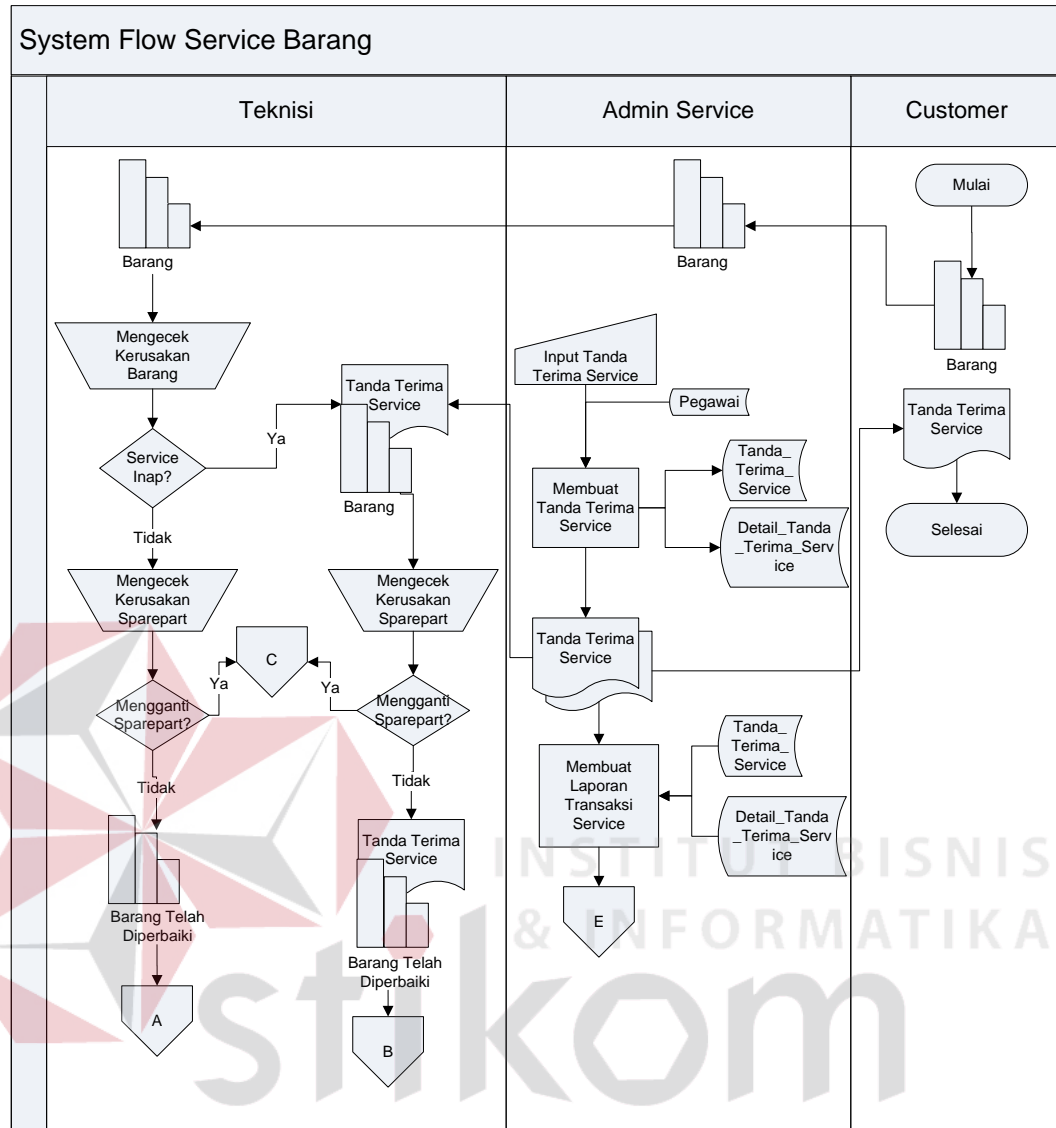 System Flow Service Barang
Teknisi
Admin Service
Customer
Barang
Mengecek
Kerusakan
Barang
Service
Inap?
Ya
Tidak
Tanda Terima
Service
Barang
Mengecek
Kerusakan
Sparepart
Mengecek
Kerusakan
Sparepart
C
Ya
Ya
Mengganti
Sparepart?
Mengganti
Sparepart?
Tidak
Tidak
Barang Telah
Diperbaiki
A
Tanda Terima
Service
Barang Telah
Diperbaiki
B
Barang
Input Tanda
Terima Service
Pegawai
Membuat
Tanda Terima
Service
Tanda_
Terima_
Service
Detail_Tanda
_Terima_Serv
ice
Tanda Terima
Service
Membuat
Laporan
Transaksi
Service
Tanda_
Terima_
Service
Detail_Tanda
_Terima_Serv
ice
E
Mulai
Barang
Tanda Terima
Service
Selesai
INSTITUT BISNIS
& INFORMATIKA
stikom